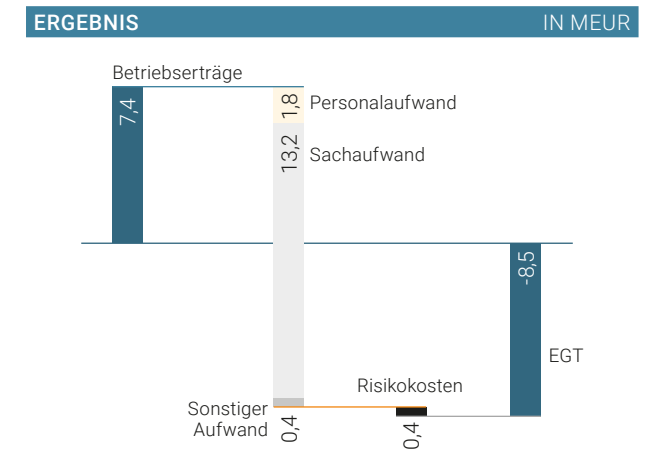 ERGEBNIS IN MEUR
Betriebserträge
7,4
1,8 Personalaufwand
13,2 Sachaufwand
-8,5
EGT
Risikokosten
Sonstiger
Aufwand
0,4
0,4